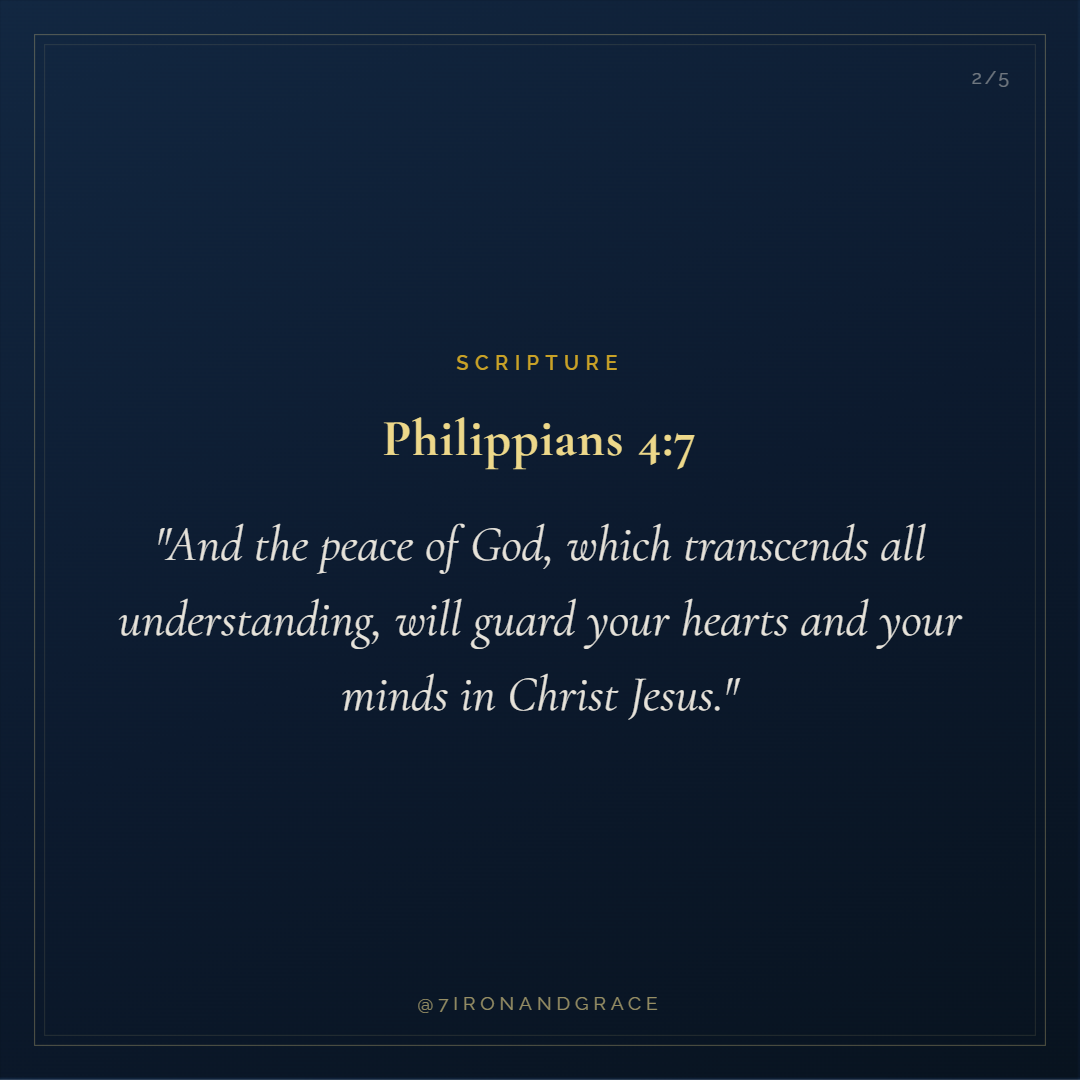 2/5
SCRIPTURE
Philippians 4:7
"And the peace of God, which transcends all
understanding, will guard your hearts and your
minds in Christ Jesus."
@7IRONANDGRACE